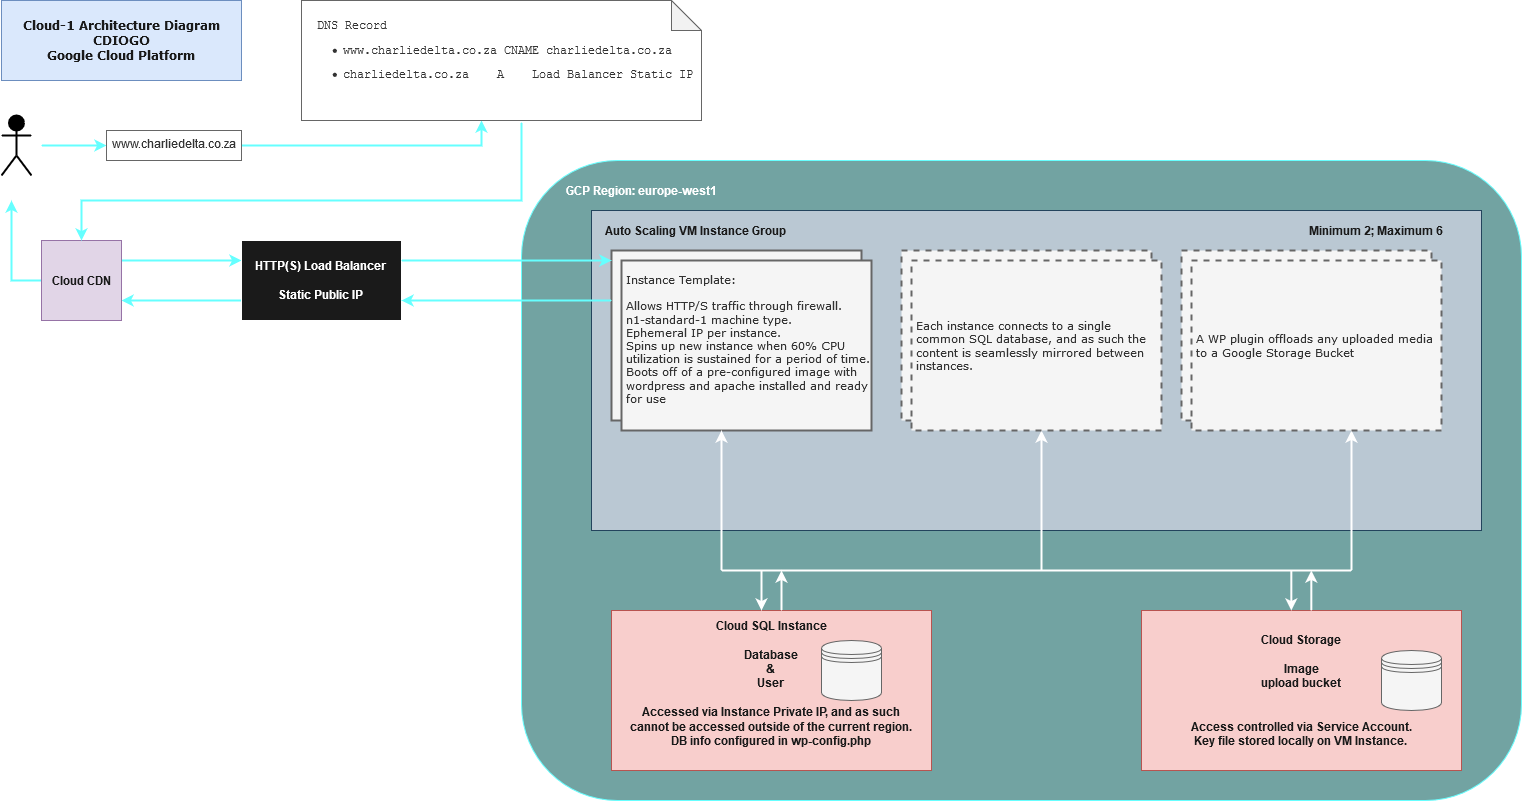 Cloud-1 Architecture Diagram
CDIOGO
Google Cloud Platform
DNS Record
• www.charliedelta.co.za CNAME charliedelta.co.za
• charliedelta.co.za A Load Balancer Static IP
www.charliedelta.co.za
Cloud CDN
HTTP(S) Load Balancer
Static Public IP
GCP Region: europe-west1
Auto Scaling VM Instance Group
Minimum 2; Maximum 6
Instance Template:
Allows HTTP/S traffic through firewall.
n1-standard-1 machine type.
Ephemeral IP per instance.
Spins up new instance when 60% CPU
utilization is sustained for a period of time.
Boots off of a pre-configured image with
wordpress and apache installed and ready
for use
Each instance connects to a single
common SQL database, and as such the
content is seamlessly mirrored between
instances.
A WP plugin offloads any uploaded media
to a Google Storage Bucket
Cloud SQL Instance
Database
&
User
Accessed via Instance Private IP, and as such
cannot be accessed outside of the current region.
DB info configured in wp-config.php
Cloud Storage
Image
upload bucket
Access controlled via Service Account.
Key file stored locally on VM Instance.